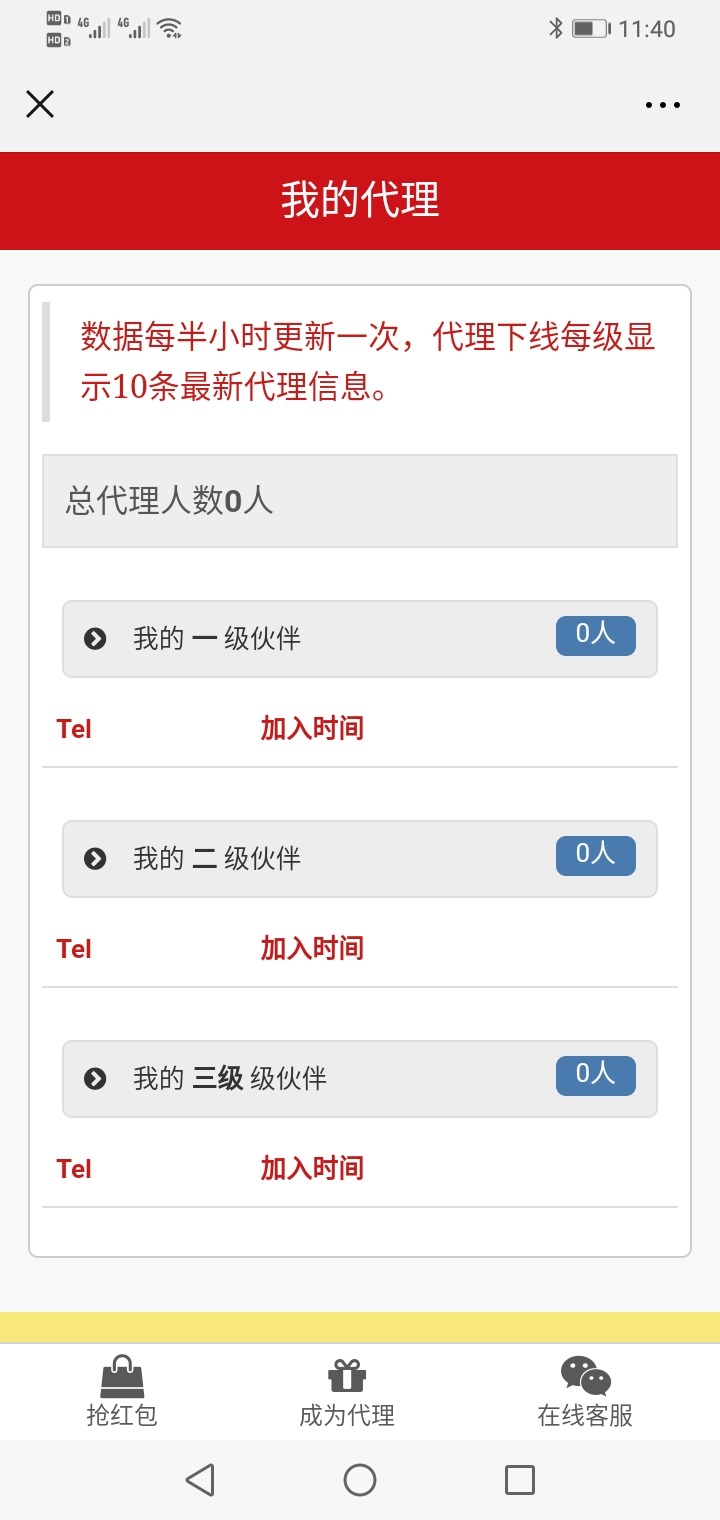 HD 1 4G 4G
HD 2
11:40
我的代理
数据每半小时更新一次，代理下线每级显
示10条最新代理信息。
总代理人数0人
我的 一 级伙伴 0人
Tel 加入时间
我的 二 级伙伴 0人
Tel 加入时间
我的 三级 级伙伴 0人
Tel 加入时间
抢红包 成为代理 在线客服